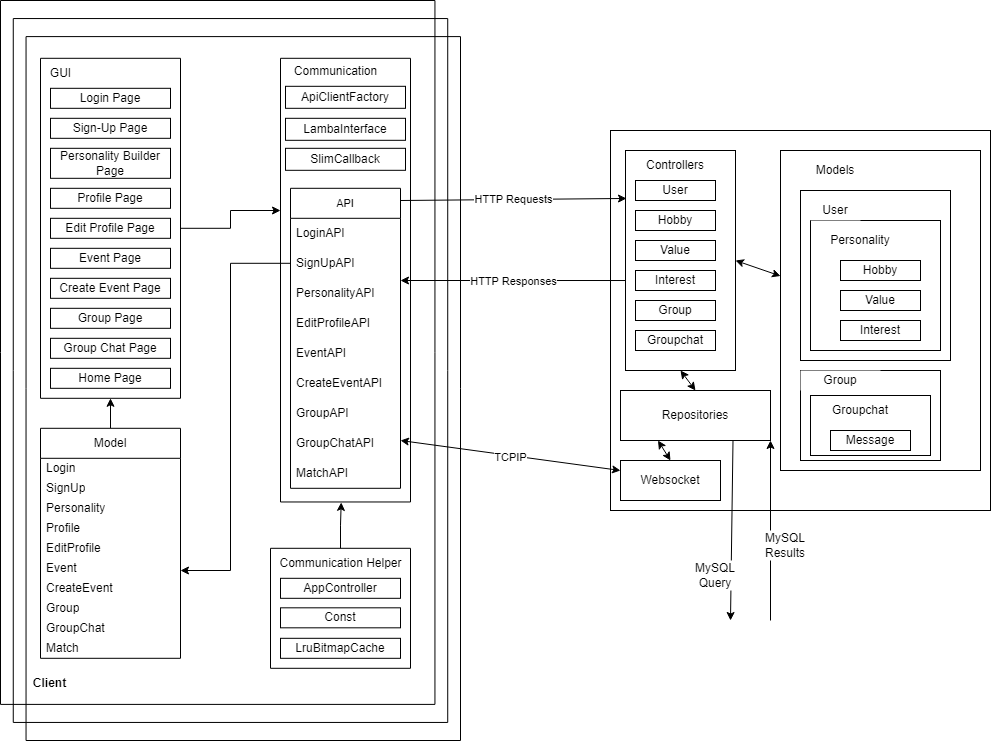 GUI
Login Page
Sign-Up Page
Personality Builder
Page
Profile Page
Edit Profile Page
Event Page
Create Event Page
Group Page
Group Chat Page
Home Page
Model
Login
SignUp
Personality
Profile
EditProfile
Event
CreateEvent
Group
GroupChat
Match
Client
Communication
ApiClientFactory
LambaInterface
SlimCallback
API
LoginAPI
SignUpAPI
PersonalityAPI
EditProfileAPI
EventAPI
CreateEventAPI
GroupAPI
GroupChatAPI
MatchAPI
Communication Helper
AppController
Const
LruBitmapCache
HTTP Requests
HTTP Responses
TCPIP
Controllers
User
Hobby
Value
Interest
Group
Groupchat
Repositories
Websocket
Models
User
Personality
Hobby
Value
Interest
Group
Groupchat
Message
MySQL
Query
MySQL
Results